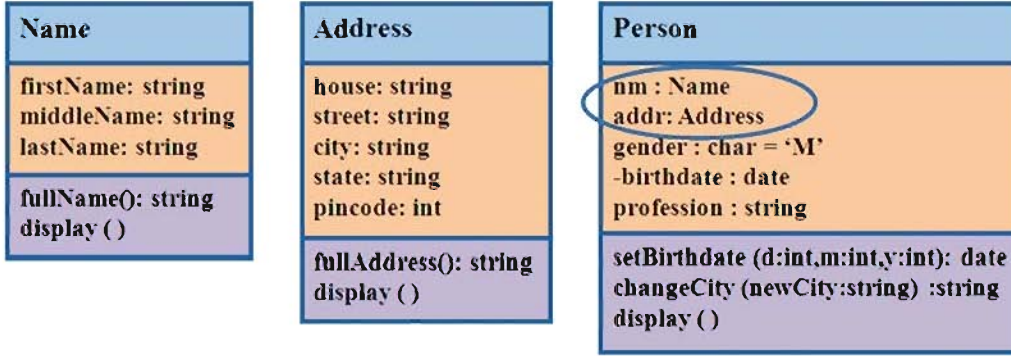 Name
firstName: string
middleName: string
lastName: string
fullName(): string
display ( )
Address
house: string
street: string
city: string
state: string
pincode: int
fullAddress(): string
display ( )
Person
nm : Name
addr: Address
gender : char = ‘M’
-birthdate : date
profession : string
setBirthdate (d:int,m:int,y:int): date
changeCity (newCity:string) :string
display ( )